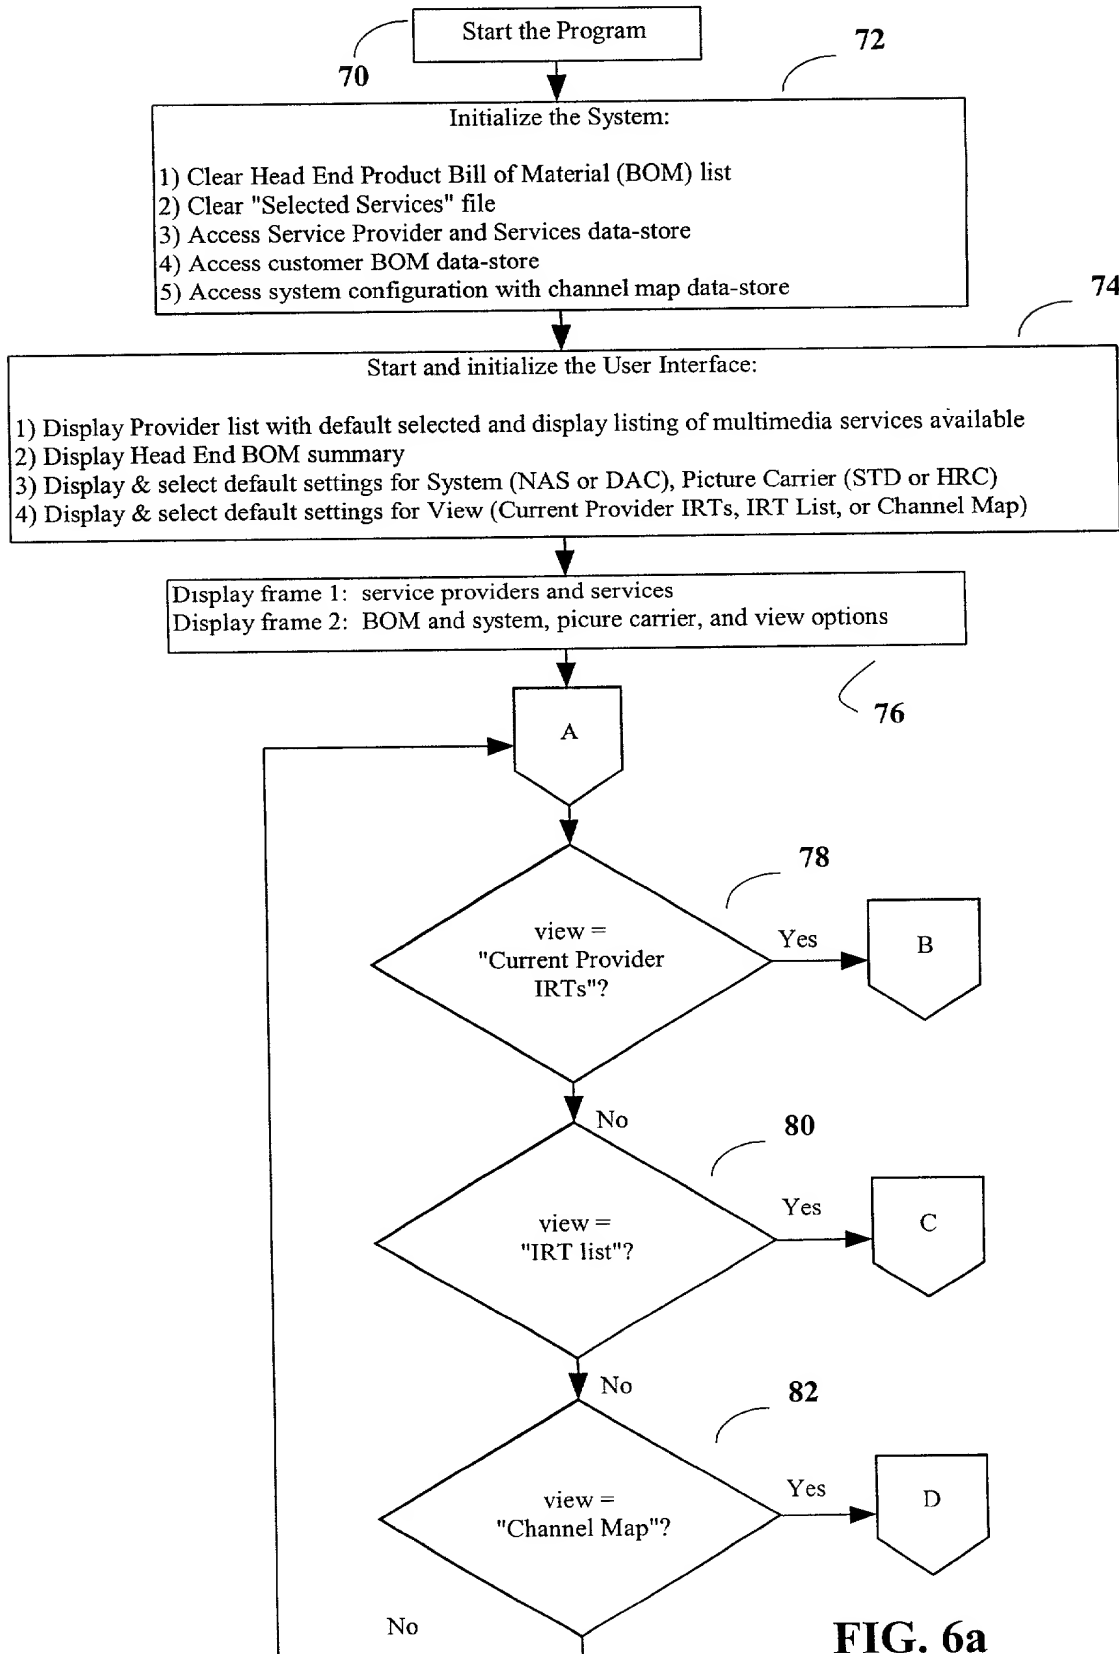 Start the Program
70
72
Initialize the System:
1) Clear Head End Product Bill of Material (BOM) list
2) Clear "Selected Services" file
3) Access Service Provider and Services data-store
4) Access customer BOM data-store
5) Access system configuration with channel map data-store
74
Start and initialize the User Interface:
1) Display Provider list with default selected and display listing of multimedia services available
2) Display Head End BOM summary
3) Display & select default settings for System (NAS or DAC), Picture Carrier (STD or HRC)
4) Display & select default settings for View (Current Provider IRTs, IRT List, or Channel Map)
Display frame 1: service providers and services
Display frame 2: BOM and system, picure carrier, and view options
76
A
78
view =
"Current Provider
IRTs"?
Yes
B
No
80
view =
"IRT list"?
Yes
C
No
82
view =
"Channel Map"?
Yes
D
No
FIG. 6a